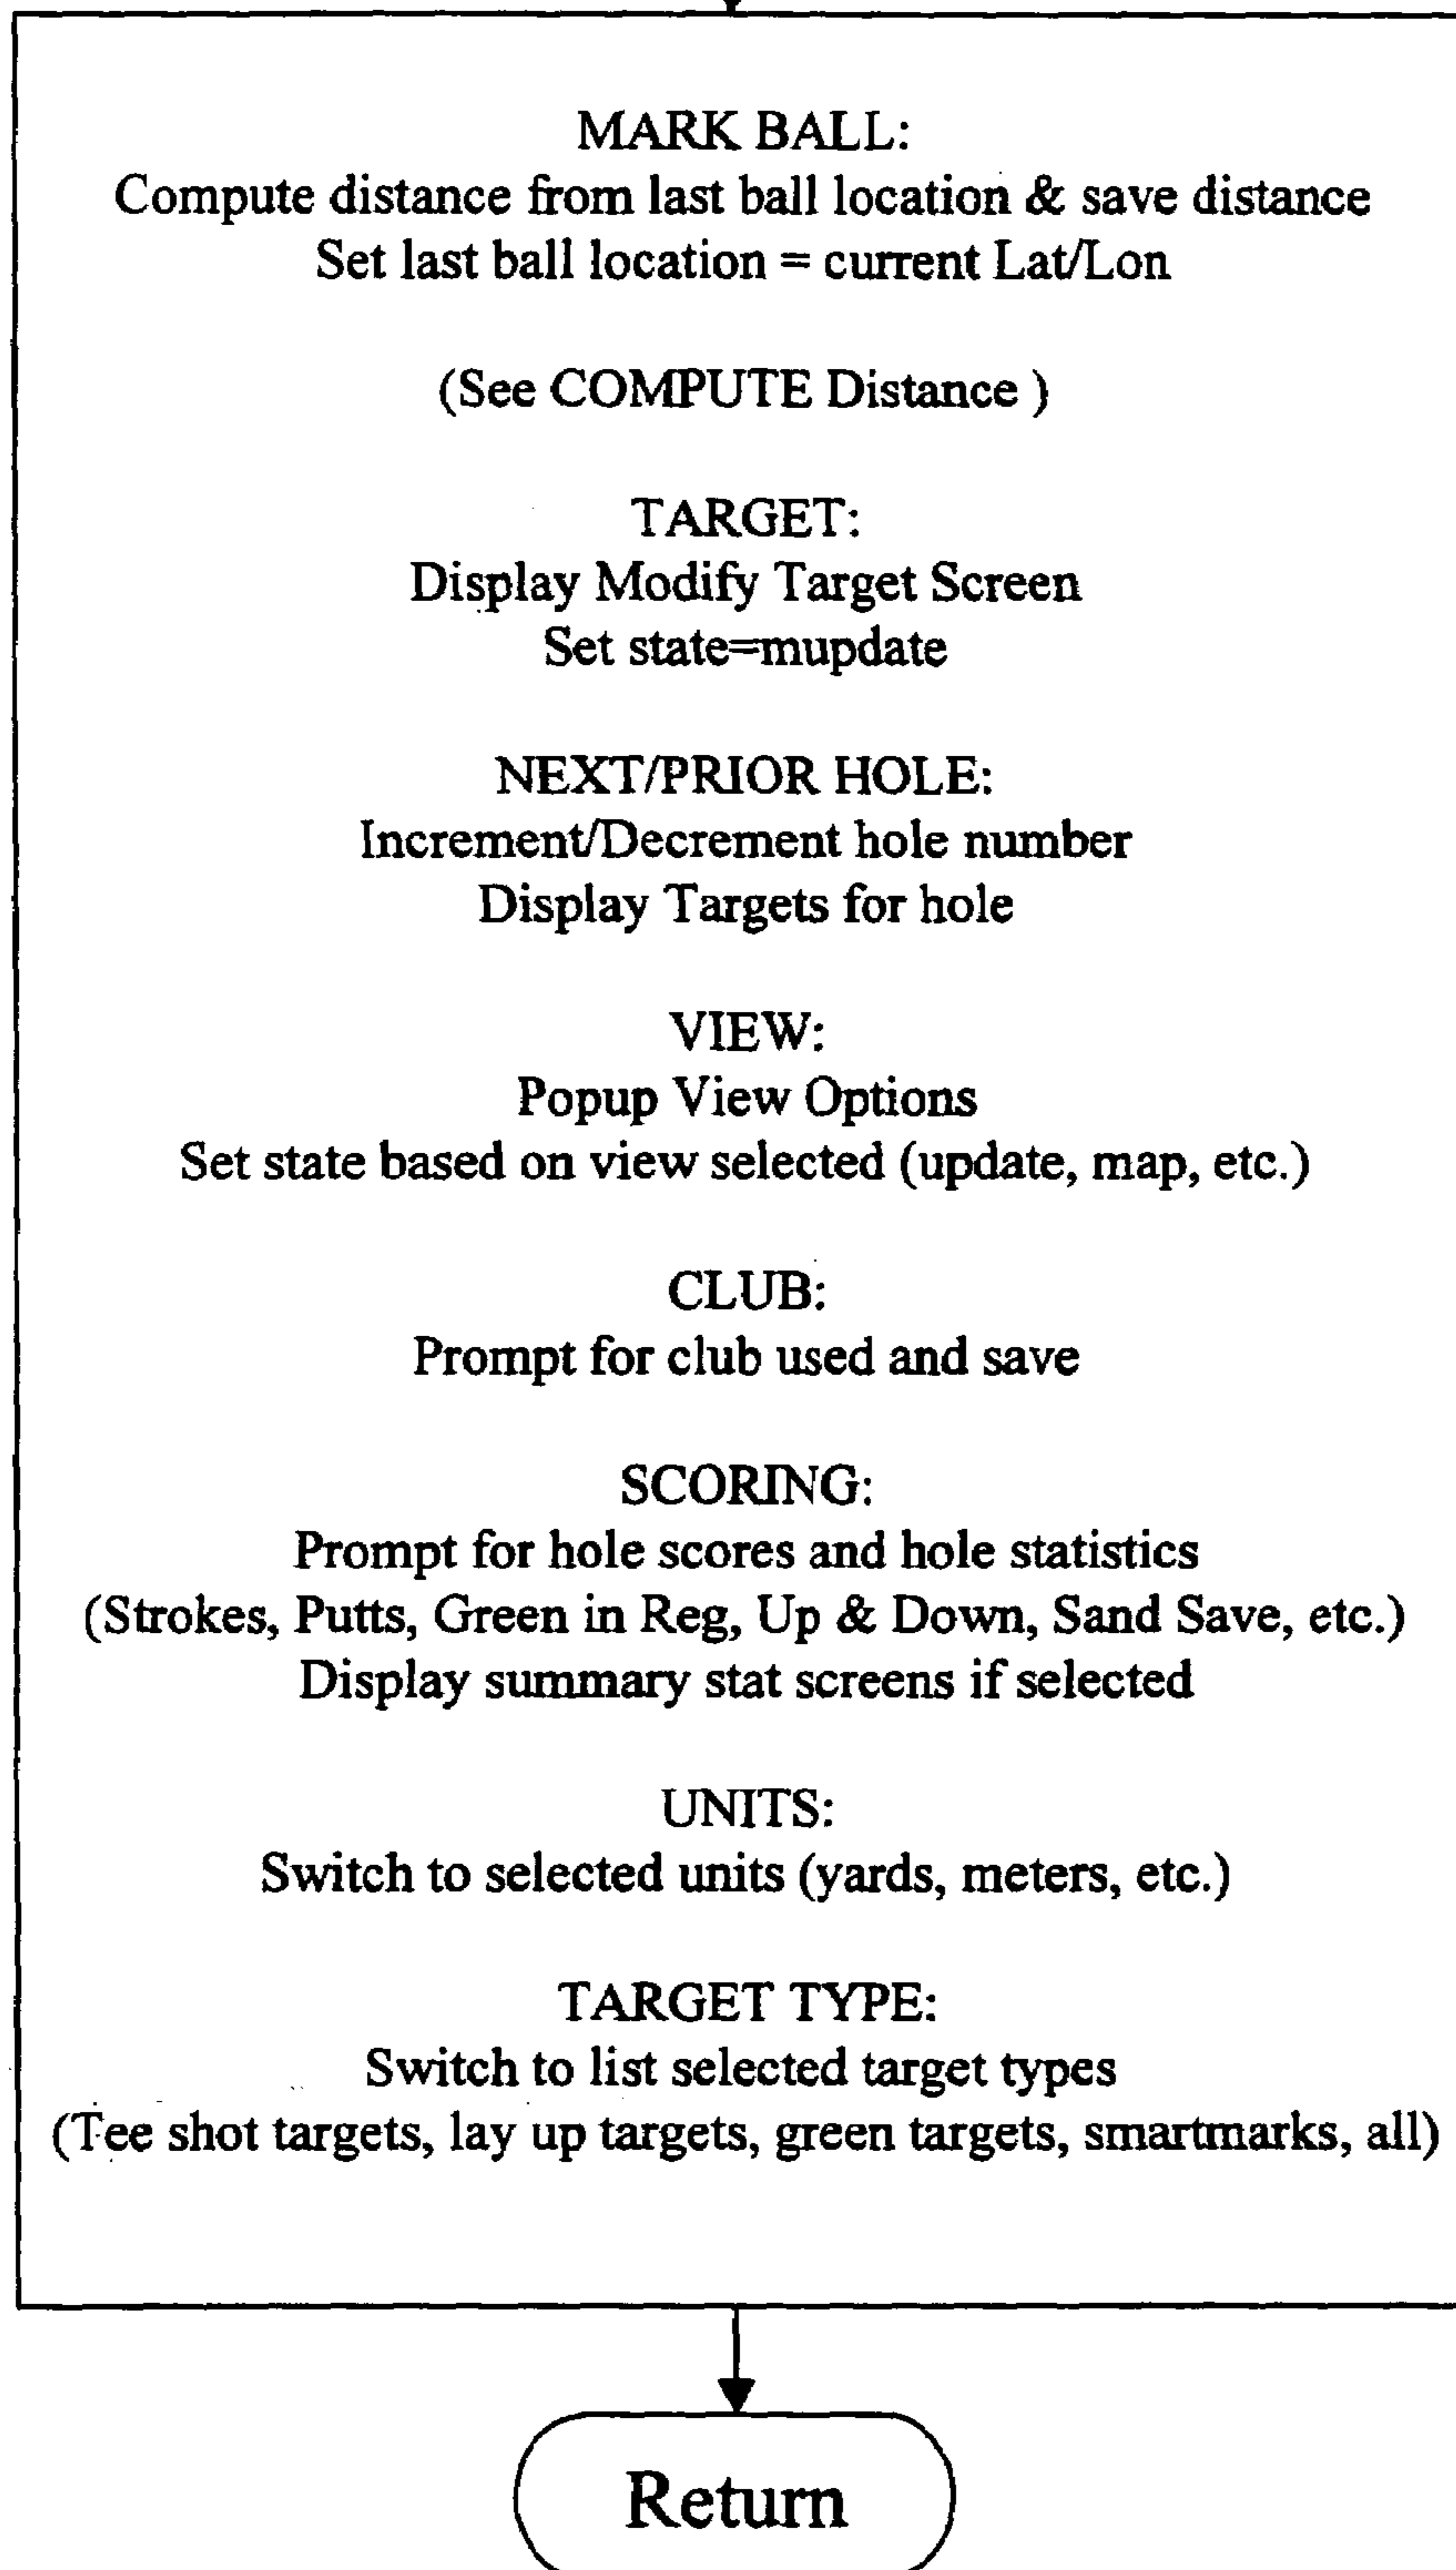 MARK BALL:
Compute distance from last ball location & save distance
Set last ball location = current Lat/Lon
(See COMPUTE Distance )
TARGET:
Display Modify Target Screen
Set state=mupdate
NEXT/PRIOR HOLE:
Increment/Decrement hole number
Display Targets for hole
VIEW:
Popup View Options
Set state based on view selected (update, map, etc.)
CLUB:
Prompt for club used and save
SCORING:
Prompt for hole scores and hole statistics
(Strokes, Putts, Green in Reg, Up & Down, Sand Save, etc.)
Display summary stat screens if selected
UNITS:
Switch to selected units (yards, meters, etc.)
TARGET TYPE:
Switch to list selected target types
(Tee shot targets, lay up targets, green targets, smartmarks, all)
Return